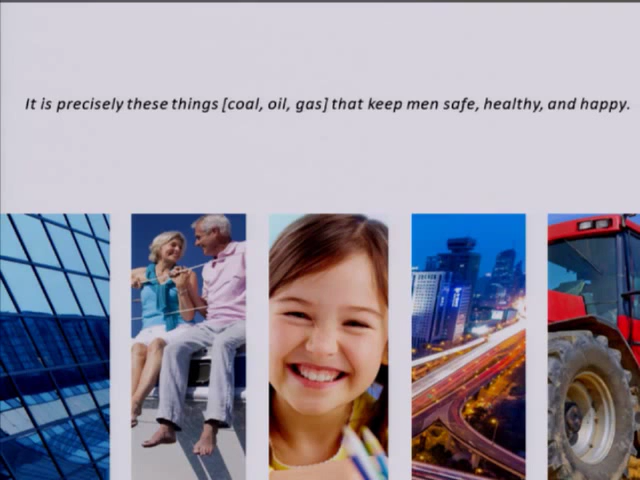 It is precisely these things [coal, oil, gas] that keep men safe, healthy, and happy.